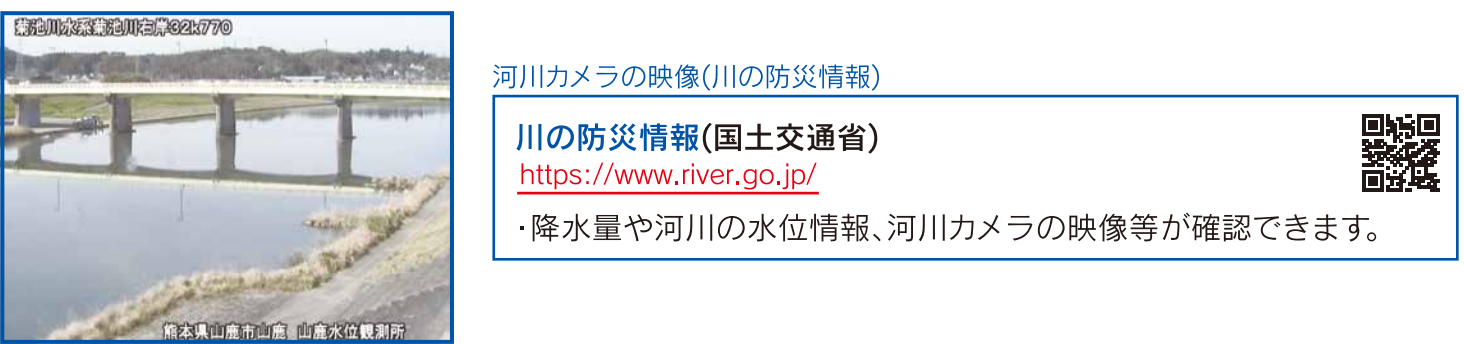 菊池川水系菊池川右岸32k770
熊本県山鹿市山鹿 山鹿水位観測所
河川カメラの映像(川の防災情報)
川の防災情報(国土交通省)
https://www.river.go.jp/
・降水量や河川の水位情報、河川カメラの映像等が確認できます。